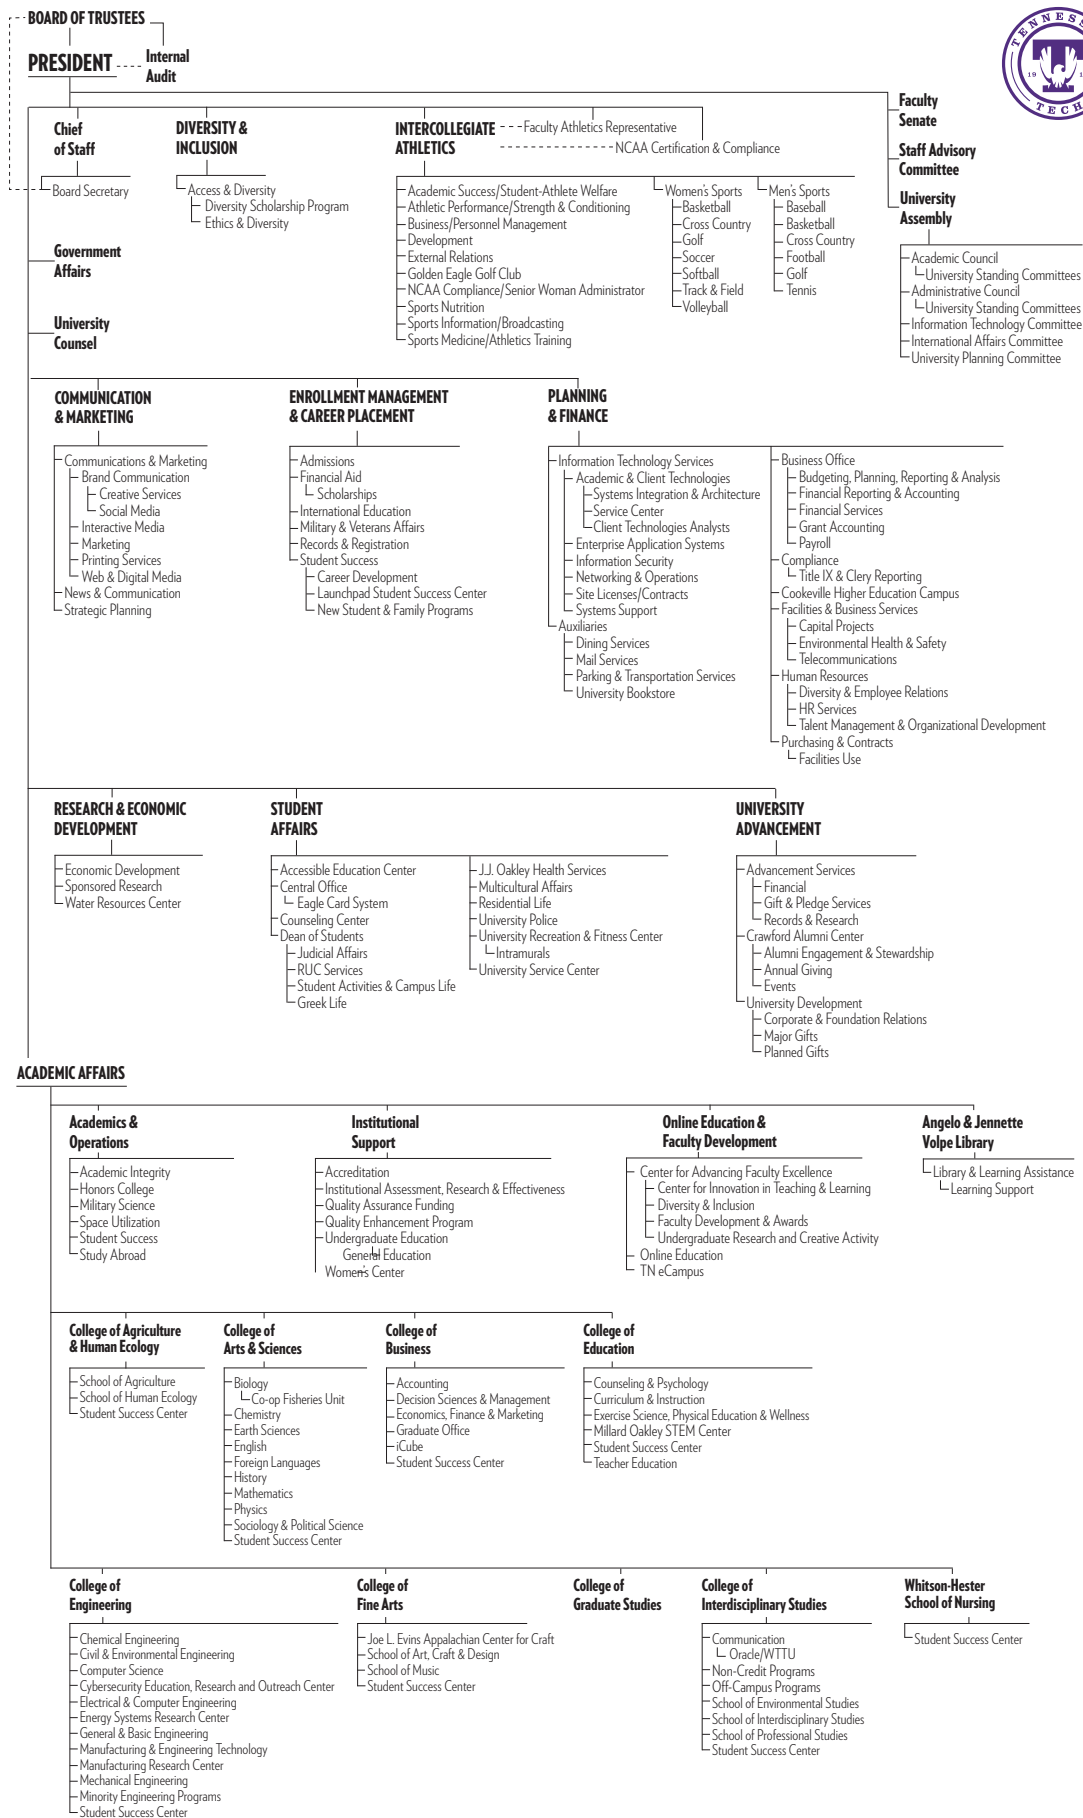 BOARD OF TRUSTEES
PRESIDENT
Internal
Audit
TENNESS
TECH
19 1
Chief
of Staff
Board Secretary
DIVERSITY &
INCLUSION
Access & Diversity
Diversity Scholarship Program
Ethics & Diversity
INTERCOLLEGIATE
ATHLETICS
Faculty Athletics Representative
NCAA Certification & Compliance
Academic Success/Student-Athlete Welfare
Athletic Performance/Strength & Conditioning
Business/Personnel Management
Development
External Relations
Golden Eagle Golf Club
NCAA Compliance/Senior Woman Administrator
Sports Nutrition
Sports Information/Broadcasting
Sports Medicine/Athletics Training
Women's Sports
Basketball
Cross Country
Golf
Soccer
Softball
Track & Field
Volleyball
Men's Sports
Baseball
Basketball
Cross Country
Football
Golf
Tennis
Faculty
Senate
Staff Advisory
Committee
University
Assembly
Academic Council
University Standing Committees
Administrative Council
University Standing Committees
Information Technology Committee
International Affairs Committee
University Planning Committee
Government
Affairs
University
Counsel
COMMUNICATION
& MARKETING
Communications & Marketing
Brand Communication
Creative Services
Social Media
Interactive Media
Marketing
Printing Services
Web & Digital Media
News & Communication
Strategic Planning
ENROLLMENT MANAGEMENT
& CAREER PLACEMENT
Admissions
Financial Aid
Scholarships
International Education
Military & Veterans Affairs
Records & Registration
Student Success
Career Development
Launchpad Student Success Center
New Student & Family Programs
PLANNING
& FINANCE
Information Technology Services
Academic & Client Technologies
Systems Integration & Architecture
Service Center
Client Technologies Analysts
Enterprise Application Systems
Information Security
Networking & Operations
Site Licenses/Contracts
Systems Support
Auxiliaries
Dining Services
Mail Services
Parking & Transportation Services
University Bookstore
Business Office
Budgeting, Planning, Reporting & Analysis
Financial Reporting & Accounting
Financial Services
Grant Accounting
Payroll
Compliance
Title IX & Clery Reporting
Cookeville Higher Education Campus
Facilities & Business Services
Capital Projects
Environmental Health & Safety
Telecommunications
Human Resources
Diversity & Employee Relations
HR Services
Talent Management & Organizational Development
Purchasing & Contracts
Facilities Use
RESEARCH & ECONOMIC
DEVELOPMENT
Economic Development
Sponsored Research
Water Resources Center
STUDENT
AFFAIRS
Accessible Education Center
Central Office
Eagle Card System
Counseling Center
Dean of Students
Judicial Affairs
RUC Services
Student Activities & Campus Life
Greek Life
J.J. Oakley Health Services
Multicultural Affairs
Residential Life
University Police
University Recreation & Fitness Center
Intramurals
University Service Center
UNIVERSITY
ADVANCEMENT
Advancement Services
Financial
Gift & Pledge Services
Records & Research
Crawford Alumni Center
Alumni Engagement & Stewardship
Annual Giving
Events
University Development
Corporate & Foundation Relations
Major Gifts
Planned Gifts
ACADEMIC AFFAIRS
Academics &
Operations
Academic Integrity
Honors College
Military Science
Space Utilization
Student Success
Study Abroad
Institutional
Support
Accreditation
Institutional Assessment, Research & Effectiveness
Quality Assurance Funding
Quality Enhancement Program
Undergraduate Education
General Education
Women's Center
Online Education &
Faculty Development
Center for Advancing Faculty Excellence
Center for Innovation in Teaching & Learning
Diversity & Inclusion
Faculty Development & Awards
Undergraduate Research and Creative Activity
Online Education
TN eCampus
Angelo & Jennette
Volpe Library
Library & Learning Assistance
Learning Support
College of Agriculture
& Human Ecology
School of Agriculture
School of Human Ecology
Student Success Center
College of
Arts & Sciences
Biology
Co-op Fisheries Unit
Chemistry
Earth Sciences
English
Foreign Languages
History
Mathematics
Physics
Sociology & Political Science
Student Success Center
College of
Business
Accounting
Decision Sciences & Management
Economics, Finance & Marketing
Graduate Office
iCube
Student Success Center
College of
Education
Counseling & Psychology
Curriculum & Instruction
Exercise Science, Physical Education & Wellness
Millard Oakley STEM Center
Student Success Center
Teacher Education
College of
Engineering
Chemical Engineering
Civil & Environmental Engineering
Computer Science
Cybersecurity Education, Research and Outreach Center
Electrical & Computer Engineering
Energy Systems Research Center
General & Basic Engineering
Manufacturing & Engineering Technology
Manufacturing Research Center
Mechanical Engineering
Minority Engineering Programs
Student Success Center
College of
Fine Arts
Joe L. Evins Appalachian Center for Craft
School of Art, Craft & Design
School of Music
Student Success Center
College of
Graduate Studies
College of
Interdisciplinary Studies
Communication
Oracle/WTTU
Non-Credit Programs
Off-Campus Programs
School of Environmental Studies
School of Interdisciplinary Studies
School of Professional Studies
Student Success Center
Whitson-Hester
School of Nursing
Student Success Center